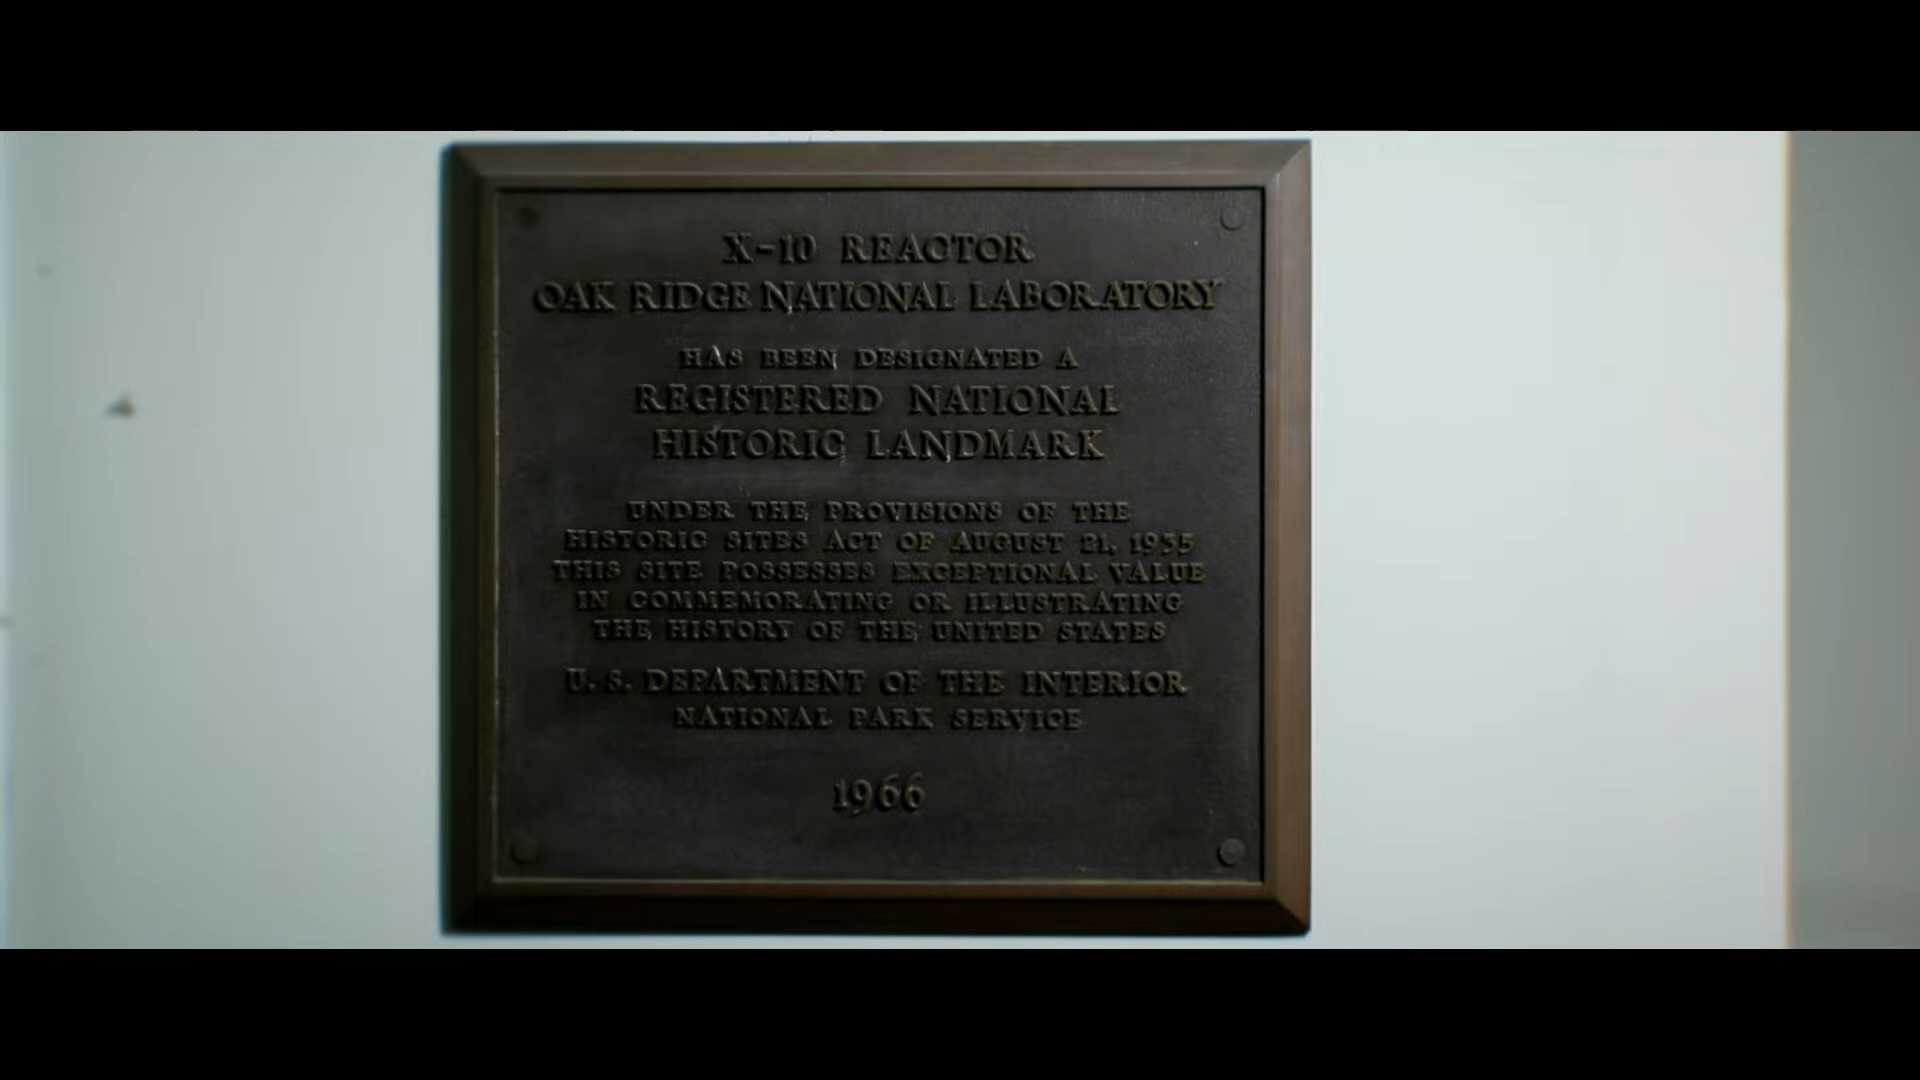 X-10 REACTOR
OAK RIDGE NATIONAL LABORATORY
HAS BEEN DESIGNATED A
REGISTERED NATIONAL
HISTORIC LANDMARK
UNDER THE PROVISIONS OF THE
HISTORIC SITES ACT OF AUGUST 21, 1935
THIS SITE POSSESSES EXCEPTIONAL VALUE
IN COMMEMORATING OR ILLUSTRATING
THE HISTORY OF THE UNITED STATES
U. S. DEPARTMENT OF THE INTERIOR
NATIONAL PARK SERVICE
1966